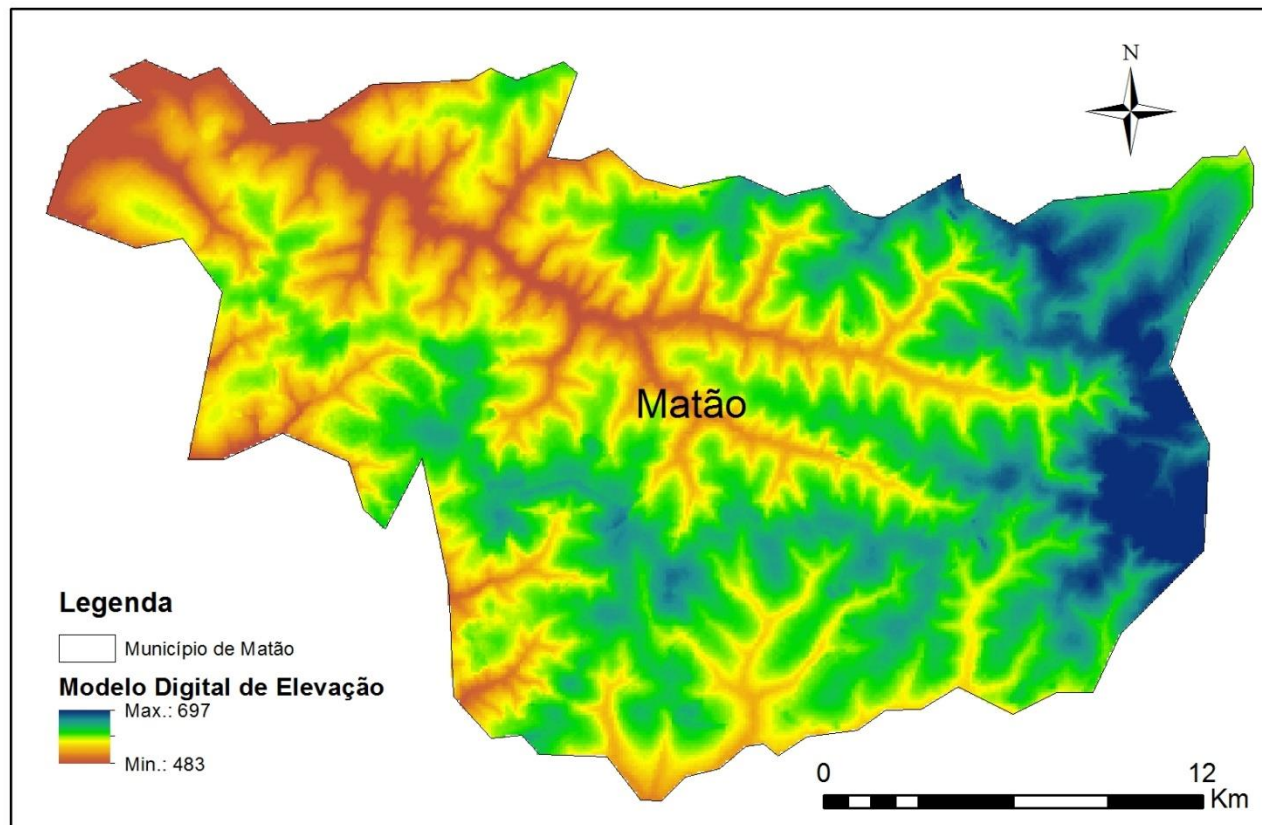 N
Matão
Legenda
Município de Matão
Modelo Digital de Elevação
Max.: 697
Min.: 483
0 12
Km